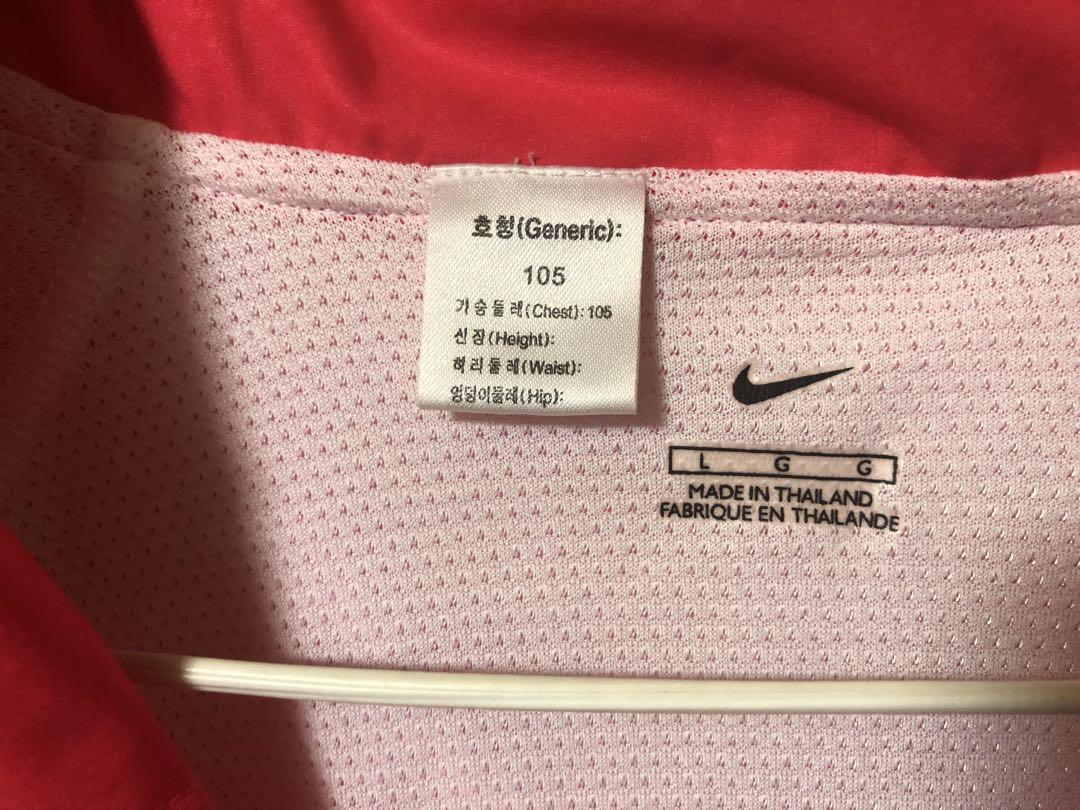 호칭(Generic):
105
가슴둘레(Chest):105
신장(Height):
허리둘레(Waist):
엉덩이둘레(Hip):
L G G
MADE IN THAILAND
FABRIQUE EN THAILANDE